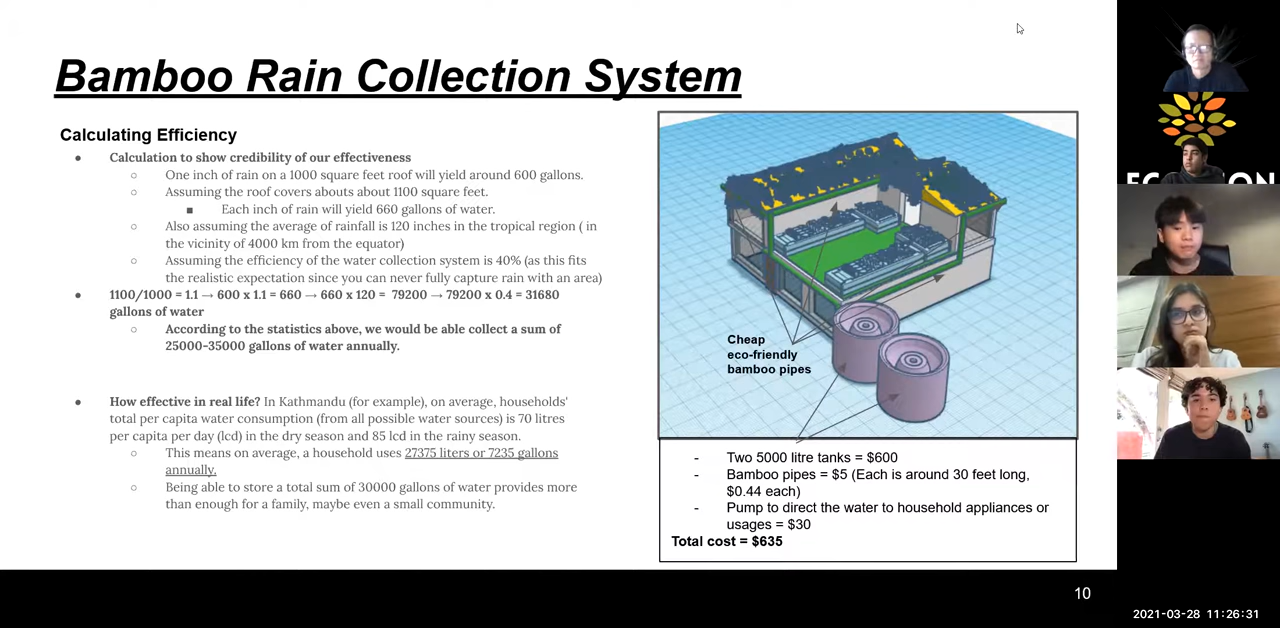 Bamboo Rain Collection System
Calculating Efficiency
● Calculation to show credibility of our effectiveness
○ One inch of rain on a 1000 square feet roof will yield around 600 gallons.
○ Assuming the roof covers abouts about 1100 square feet.
■ Each inch of rain will yield 660 gallons of water.
○ Also assuming the average of rainfall is 120 inches in the tropical region ( in
the vicinity of 4000 km from the equator)
○ Assuming the efficiency of the water collection system is 40% (as this fits
the realistic expectation since you can never fully capture rain with an area)
● 1100/1000 = 1.1 → 600 x 1.1 = 660 → 660 x 120 = 79200 → 79200 x 0.4 = 31680
gallons of water
○ According to the statistics above, we would be able collect a sum of
25000-35000 gallons of water annually.
● How effective in real life? In Kathmandu (for example), on average, households'
total per capita water consumption (from all possible water sources) is 70 litres
per capita per day (lcd) in the dry season and 85 lcd in the rainy season.
○ This means on average, a household uses 27375 liters or 7235 gallons
annually.
○ Being able to store a total sum of 30000 gallons of water provides more
than enough for a family, maybe even a small community.
Cheap
eco-friendly
bamboo pipes
- Two 5000 litre tanks = $600
- Bamboo pipes = $5 (Each is around 30 feet long,
$0.44 each)
- Pump to direct the water to household appliances or
usages = $30
Total cost = $635
10
2021-03-28 11:26:31